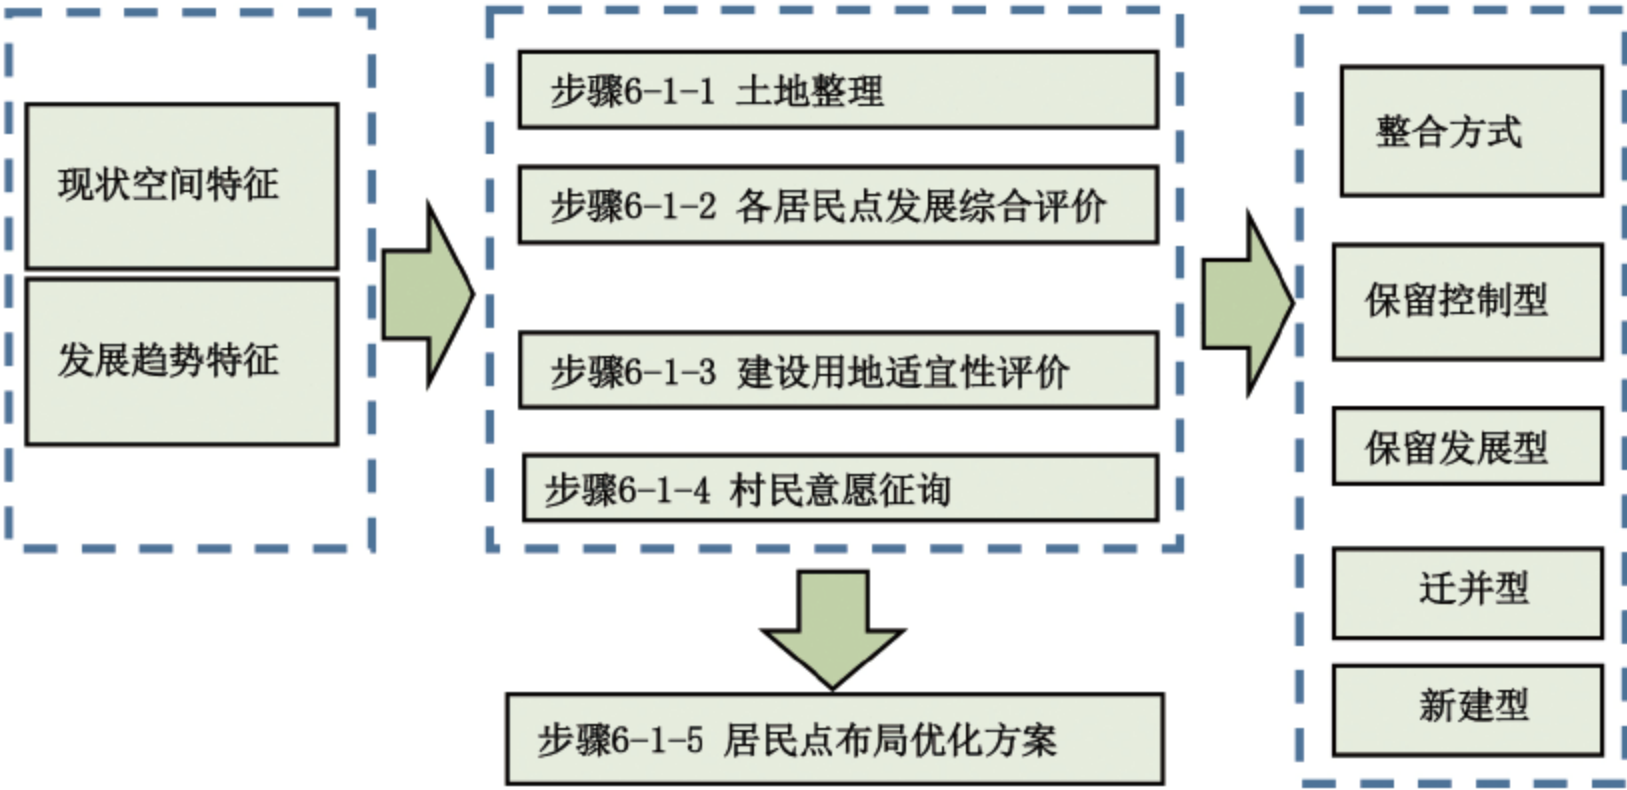 现状空间特征
发展趋势特征
步骤6-1-1 土地整理
步骤6-1-2 各居民点发展综合评价
步骤6-1-3 建设用地适宜性评价
步骤6-1-4 村民意愿征询
步骤6-1-5 居民点布局优化方案
整合方式
保留控制型
保留发展型
迁并型
新建型